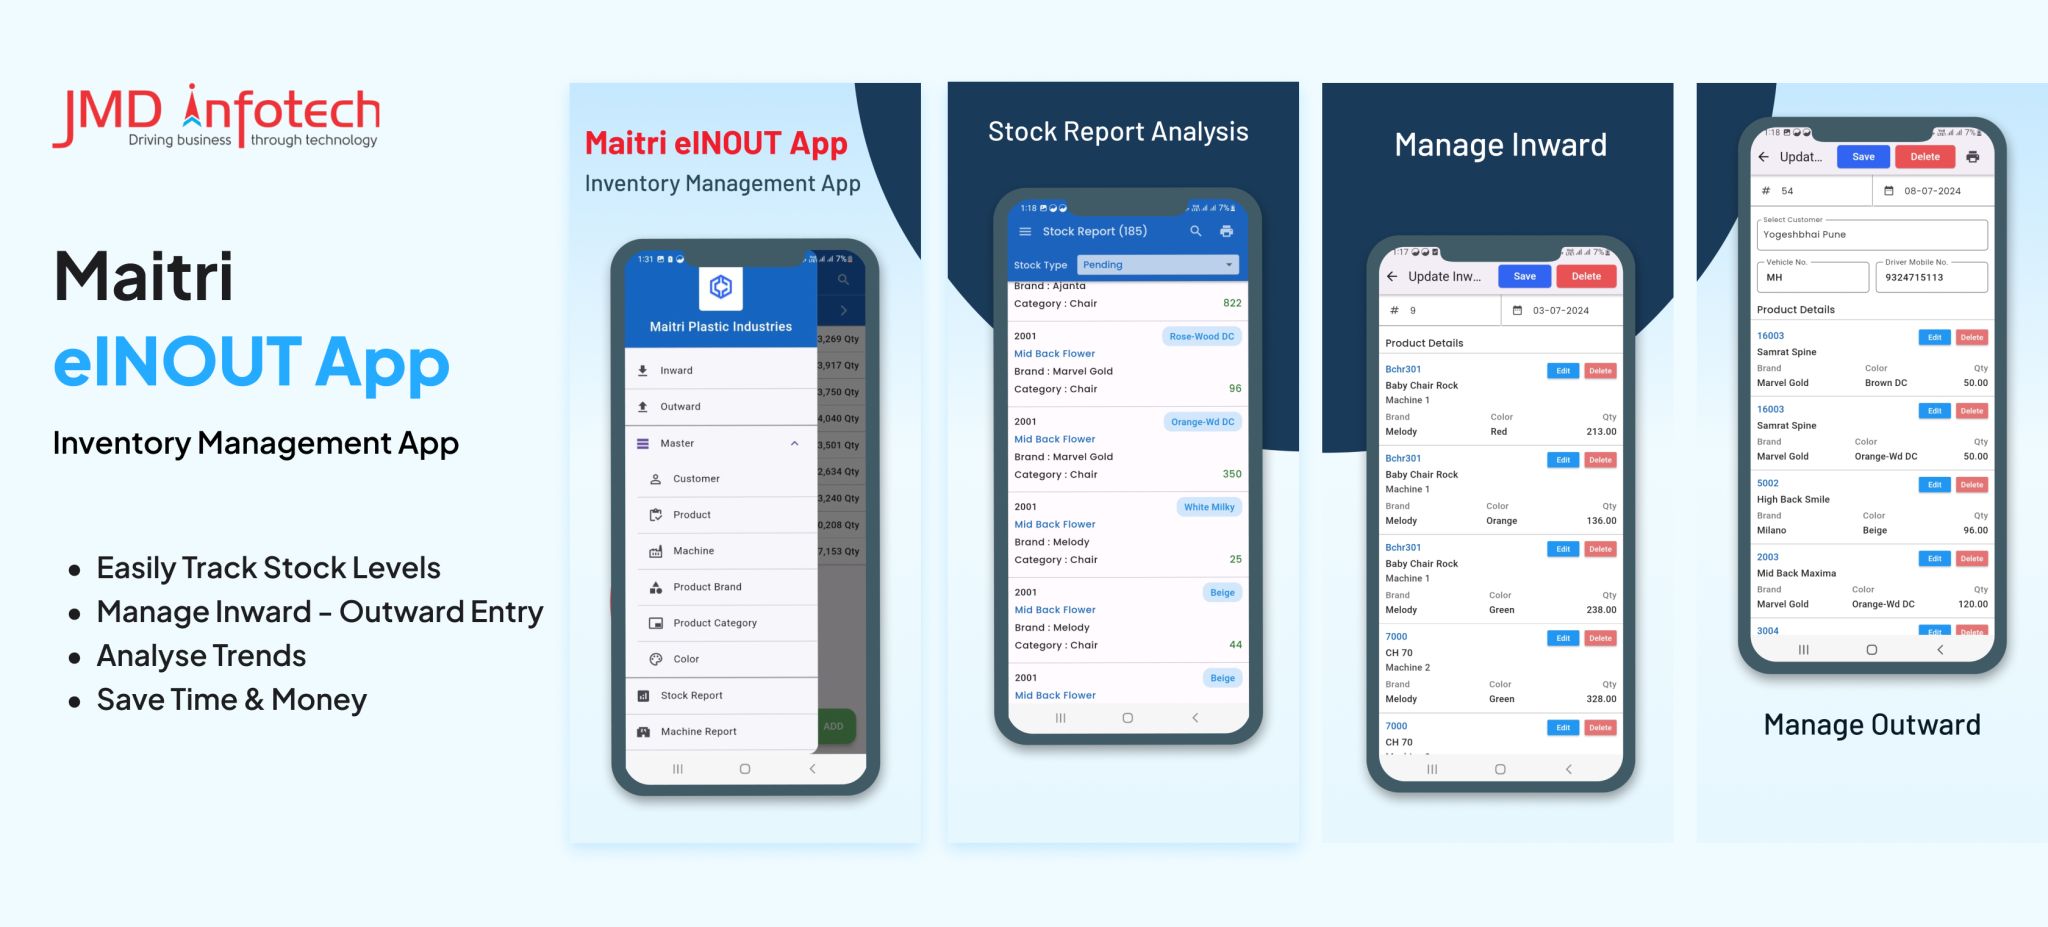 JMD infotech
Driving business through technology
Maitri
eINOUT App
Inventory Management App
• Easily Track Stock Levels
• Manage Inward - Outward Entry
• Analyse Trends
• Save Time & Money
Maitri eINOUT App
Inventory Management App
1:31 7%
Maitri Plastic Industries
Inward
Outward
Master
Customer
Product
Machine
Product Brand
Product Category
Color
Stock Report
Machine Report
3,269 Qty
3,917 Qty
3,750 Qty
4,040 Qty
3,501 Qty
2,634 Qty
3,240 Qty
0,208 Qty
7,153 Qty
ADD
Stock Report Analysis
1:18 7%
Stock Report (185)
Stock Type Pending
Brand : Ajanta
Category : Chair 822
2001 Rose-Wood DC
Mid Back Flower
Brand : Marvel Gold
Category : Chair 96
2001 Orange-Wd DC
Mid Back Flower
Brand : Marvel Gold
Category : Chair 350
2001 White Milky
Mid Back Flower
Brand : Melody
Category : Chair 25
2001 Beige
Mid Back Flower
Brand : Melody
Category : Chair 44
2001 Beige
Mid Back Flower
Manage Inward
1:17 7%
Update Inw... Save Delete
# 9 03-07-2024
Product Details
Bchr301 Edit Delete
Baby Chair Rock
Machine 1
Brand Color Qty
Melody Red 213.00
Bchr301 Edit Delete
Baby Chair Rock
Machine 1
Brand Color Qty
Melody Orange 136.00
Bchr301 Edit Delete
Baby Chair Rock
Machine 1
Brand Color Qty
Melody Green 238.00
7000 Edit Delete
CH 70
Machine 2
Brand Color Qty
Melody Green 328.00
7000 Edit Delete
CH 70
1:18 7%
Updat... Save Delete
# 54 08-07-2024
Select Customer
Yogeshbhai Pune
Vehicle No. Driver Mobile No.
MH 9324715113
Product Details
16003 Edit Delete
Samrat Spine
Brand Color Qty
Marvel Gold Brown DC 50.00
16003 Edit Delete
Samrat Spine
Brand Color Qty
Marvel Gold Orange-Wd DC 50.00
5002 Edit Delete
High Back Smile
Brand Color Qty
Milano Beige 96.00
2003 Edit Delete
Mid Back Maxima
Brand Color Qty
Marvel Gold Orange-Wd DC 120.00
3004 Edit Delete
Manage Outward